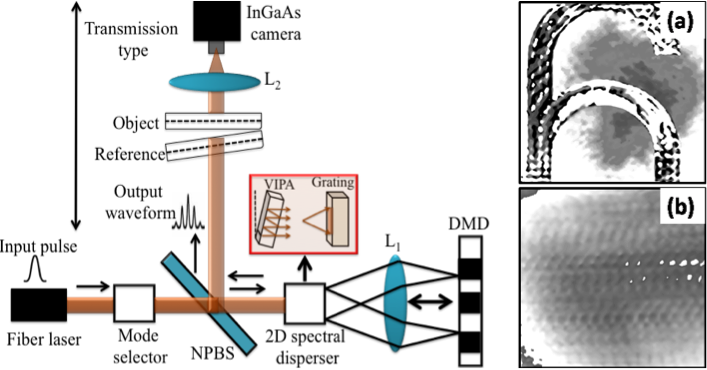 Transmission
type
InGaAs
camera
L2
Object
Reference
Output
waveform
VIPA
Grating
Input pulse
Fiber laser
Mode
selector
NPBS
2D spectral
disperser
L1
DMD
(a)
(b)